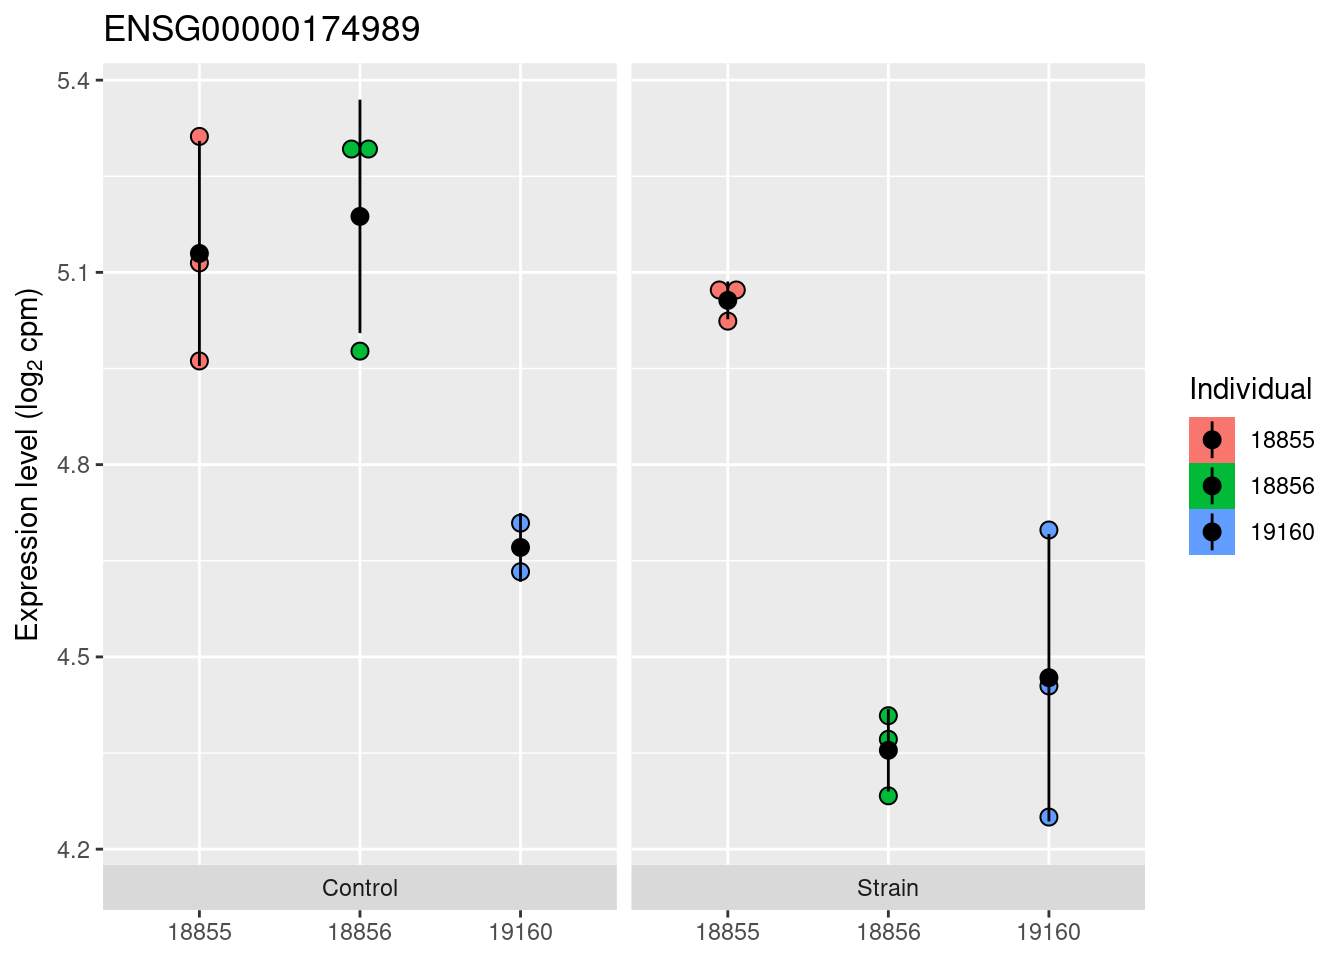 ENSG00000174989
Expression level (log₂ cpm)
5.4
5.1
4.8
4.5
4.2
Control
Strain
18855
18856
19160
18855
18856
19160
Individual
18855
18856
19160